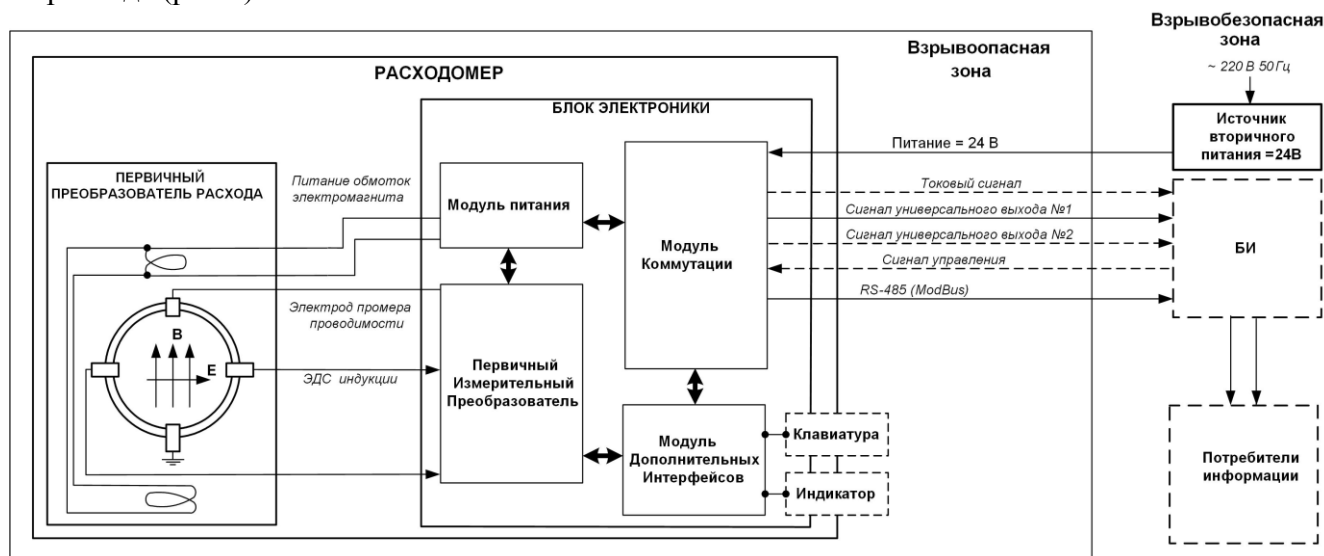 Взрывоопасная
зона
Взрывобезопасная
зона
~ 220 В 50 Гц
РАСХОДОМЕР
БЛОК ЭЛЕКТРОНИКИ
Источник
вторичного
питания =24В
Питание = 24 В
ПЕРВИЧНЫЙ
ПРЕОБРАЗОВАТЕЛЬ РАСХОДА
Питание обмоток
электромагнита
Модуль питания
Модуль
Коммутации
Токовый сигнал
Сигнал универсального выхода №1
Сигнал универсального выхода №2
Сигнал управления
RS-485 (ModBus)
БИ
Электрод промера
проводимости
B
E
ЭДС индукции
Первичный
Измерительный
Преобразователь
Модуль
Дополнительных
Интерфейсов
Клавиатура
Индикатор
Потребители
информации